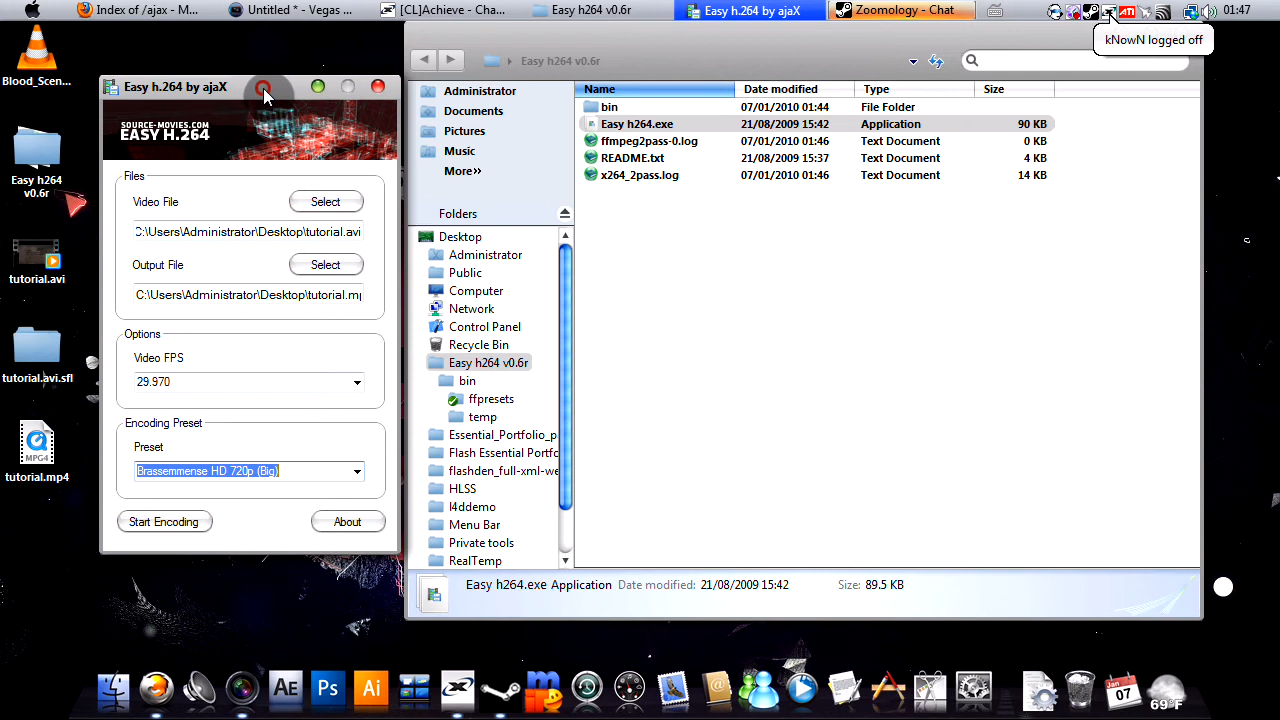 Index of /ajax - M...
Untitled * - Vegas ...
[CL]Achieve - Cha...
Easy h264 v0.6r
Easy h.264 by ajaX
Zoomology - Chat
ATI
01:47
kNowN logged off
Blood_Scen...
Easy h264
v0.6r
tutorial.avi
tutorial.avi.sfl
MPG4
tutorial.mp4
Easy h.264 by ajaX
SOURCE-MOVIES.COM
EASY H.264
Files
Video File
Select
C:\Users\Administrator\Desktop\tutorial.avi
Output File
Select
C:\Users\Administrator\Desktop\tutorial.mp
Options
Video FPS
29.970
Encoding Preset
Preset
Brassemmense HD 720p (Big)
Start Encoding
About
Easy h264 v0.6r
Administrator
Documents
Pictures
Music
More»
Folders
Desktop
Administrator
Public
Computer
Network
Control Panel
Recycle Bin
Easy h264 v0.6r
bin
ffpresets
temp
Essential_Portfolio_p
Flash Essential Portfo
flashden_full-xml-we
HLSS
l4ddemo
Menu Bar
Private tools
RealTemp
Name Date modified Type Size
bin 07/01/2010 01:44 File Folder
Easy h264.exe 21/08/2009 15:42 Application 90 KB
ffmpeg2pass-0.log 07/01/2010 01:46 Text Document 0 KB
README.txt 21/08/2009 15:37 Text Document 4 KB
x264_2pass.log 07/01/2010 01:46 Text Document 14 KB
Easy h264.exe Application Date modified: 21/08/2009 15:42 Size: 89.5 KB
AE
Ps
Ai
JAN
07
69°F